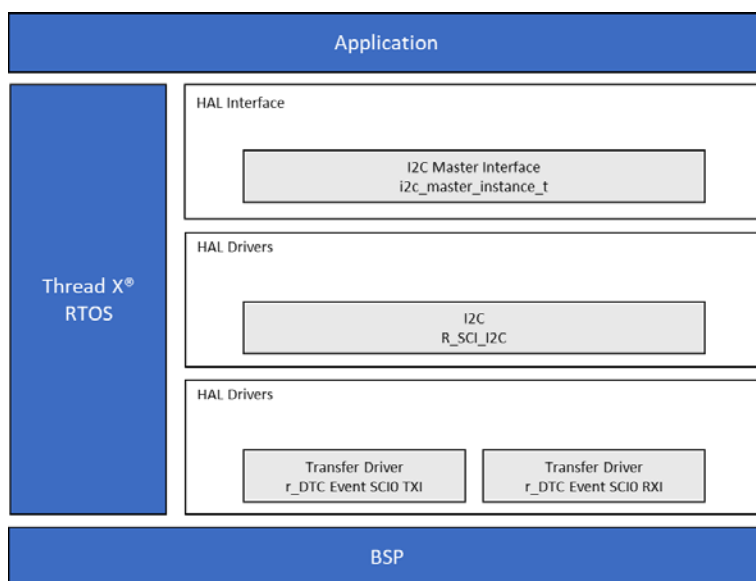 Application
HAL Interface
I2C Master Interface
i2c_master_instance_t
Thread X®
RTOS
HAL Drivers
I2C
R_SCI_I2C
HAL Drivers
Transfer Driver
r_DTC Event SCI0 TXI
Transfer Driver
r_DTC Event SCI0 RXI
BSP